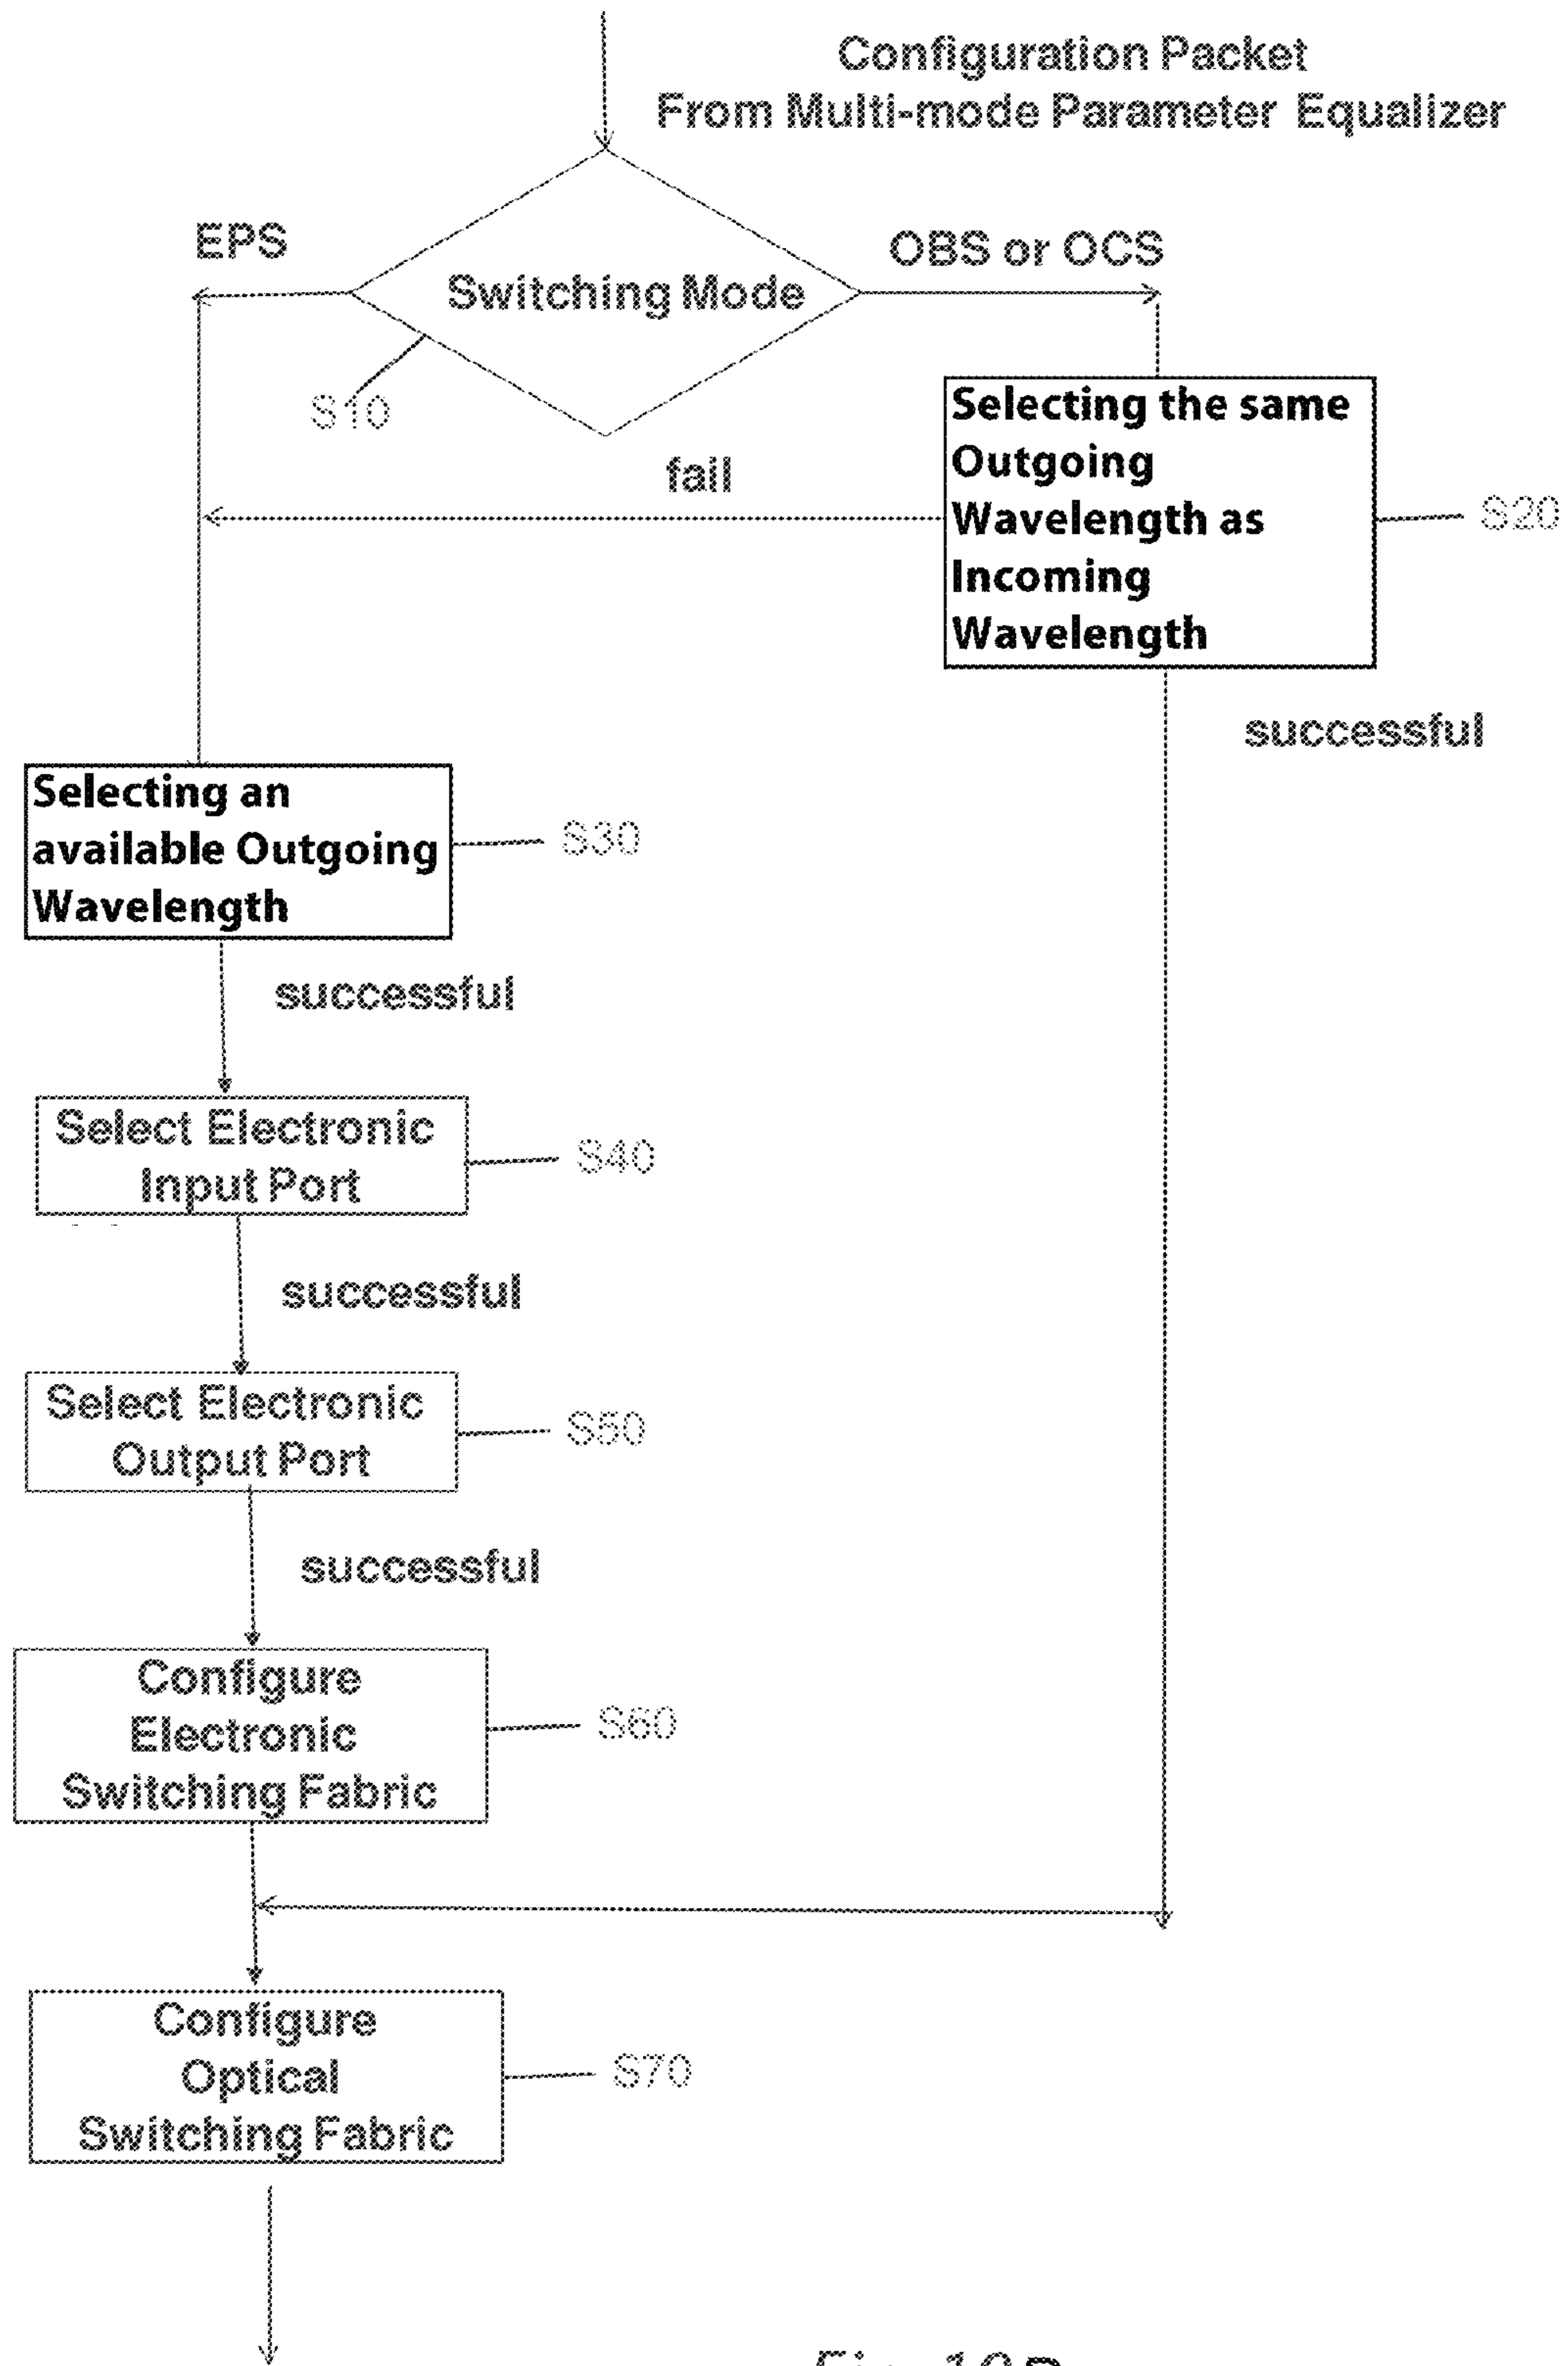 Configuration Packet
From Multi-mode Parameter Equalizer
EPS
OBS or OCS
Switching Mode
S10
Selecting the same
Outgoing
Wavelength as
Incoming
Wavelength
fail
S20
successful
Selecting an
available Outgoing
Wavelength
S30
successful
Select Electronic
Input Port
S40
successful
Select Electronic
Output Port
S50
successful
Configure
Electronic
Switching Fabric
S60
Configure
Optical
Switching Fabric
S70